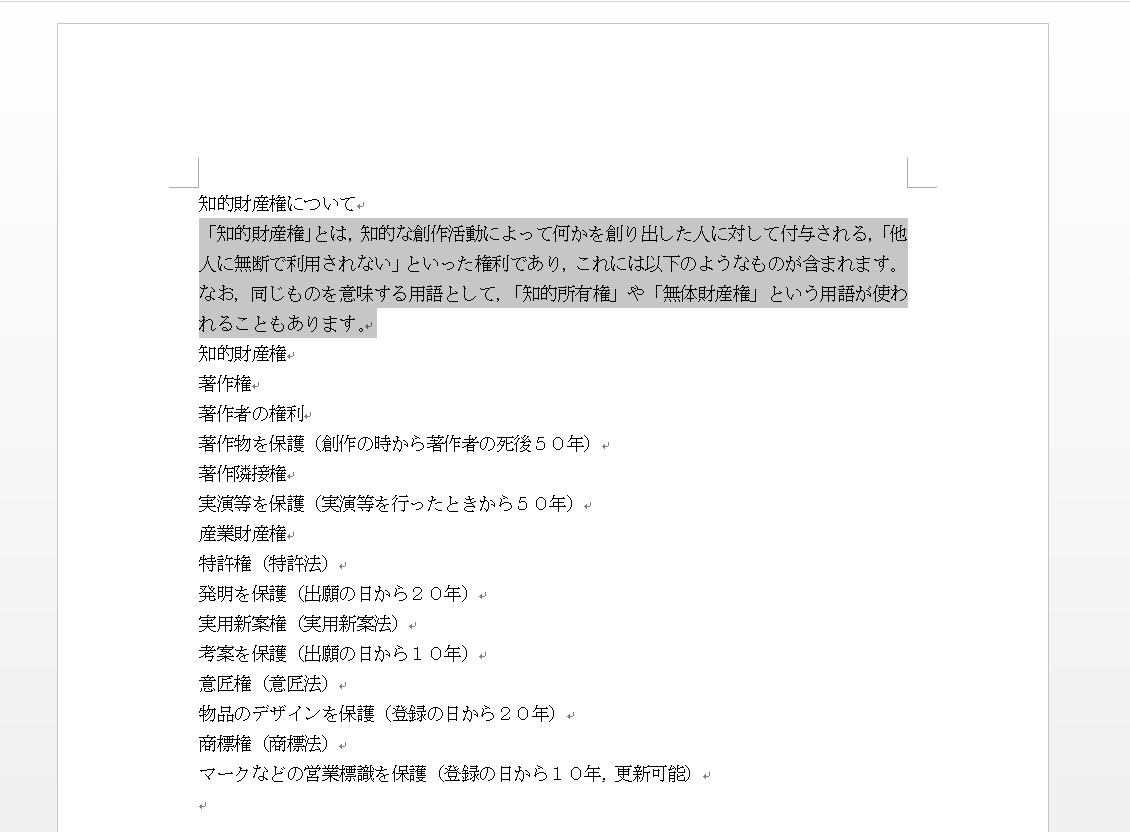 知的財産権について
「知的財産権」とは，知的な創作活動によって何かを創り出した人に対して付与される，「他
人に無断で利用されない」といった権利であり，これには以下のようなものが含まれます。
なお，同じものを意味する用語として，「知的所有権」や「無体財産権」という用語が使わ
れることもあります。
知的財産権
著作権
著作者の権利
著作物を保護（創作の時から著作者の死後５０年）
著作隣接権
実演等を保護（実演等を行ったときから５０年）
産業財産権
特許権（特許法）
発明を保護（出願の日から２０年）
実用新案権（実用新案法）
考案を保護（出願の日から１０年）
意匠権（意匠法）
物品のデザインを保護（登録の日から２０年）
商標権（商標法）
マークなどの営業標識を保護（登録の日から１０年，更新可能）